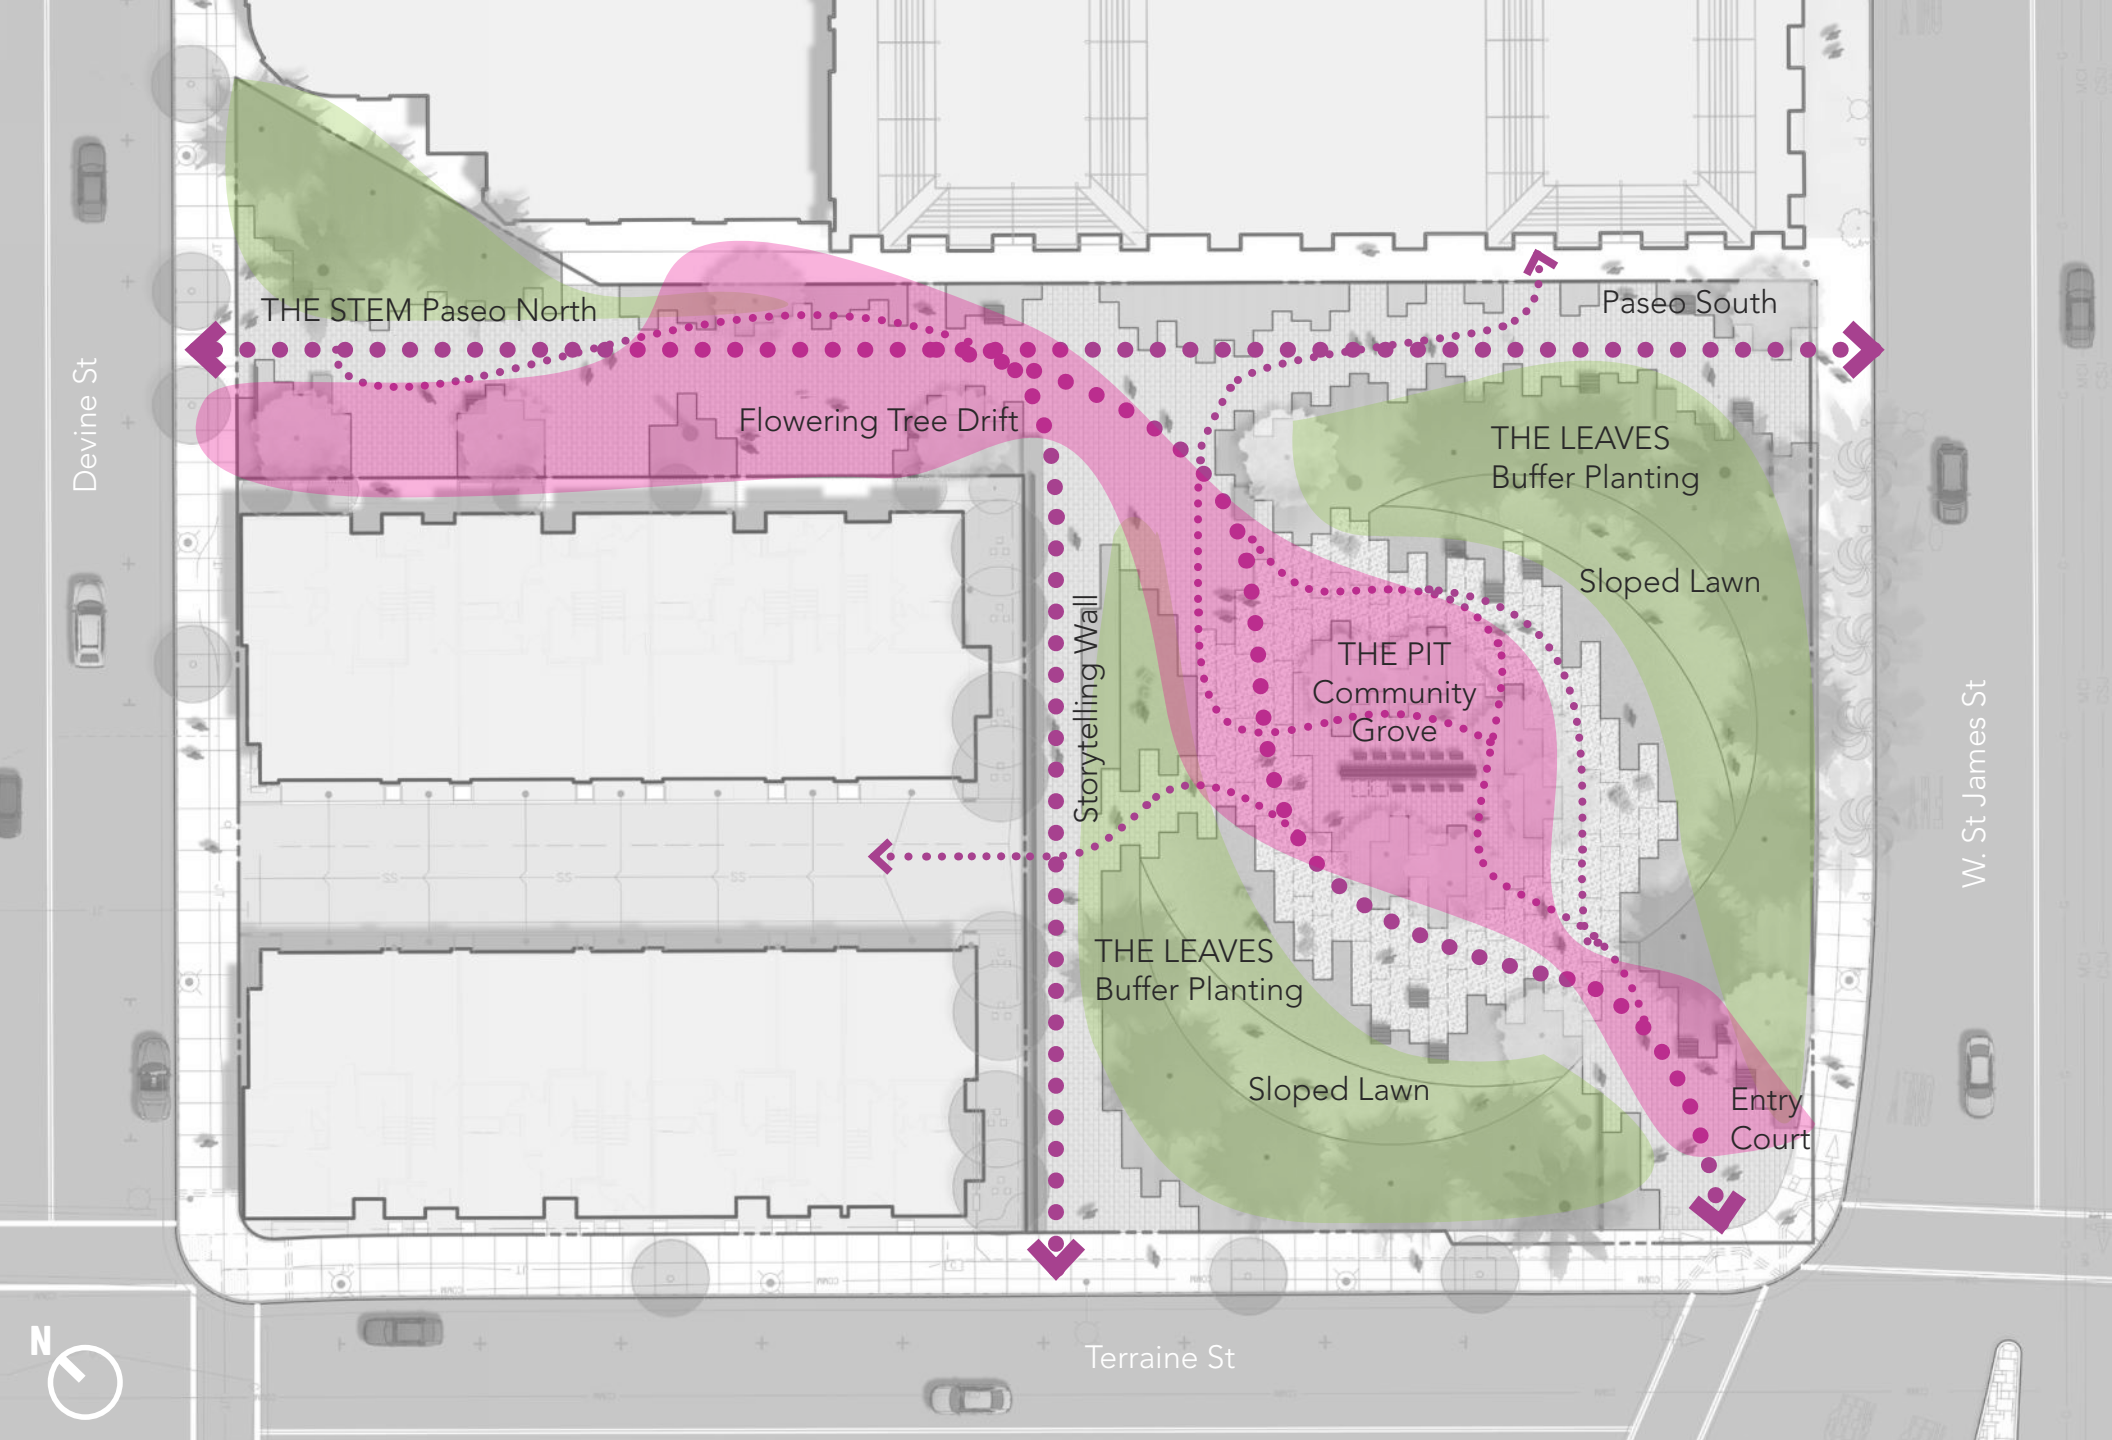 THE STEM Paseo North
Paseo South
Devine St
Flowering Tree Drift
THE LEAVES
Buffer Planting
Sloped Lawn
Storytelling Wall
THE PIT
Community
Grove
W. St James St
THE LEAVES
Buffer Planting
Sloped Lawn
Entry
Court
Terraine St
N